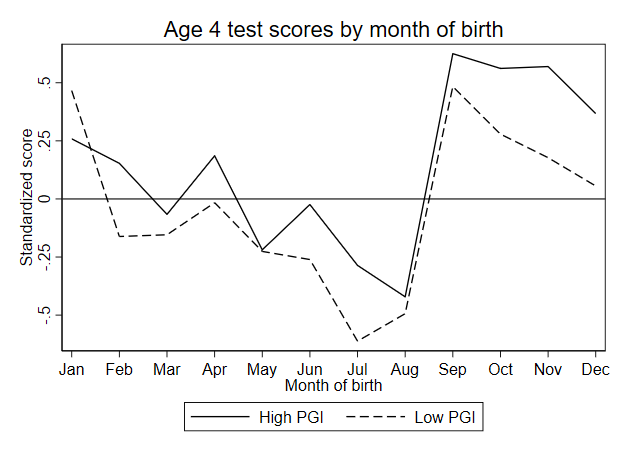 Age 4 test scores by month of birth
Standardized score
.5
.25
0
-.25
-.5
Jan Feb Mar Apr May Jun Jul Aug Sep Oct Nov Dec
Month of birth
High PGI Low PGI